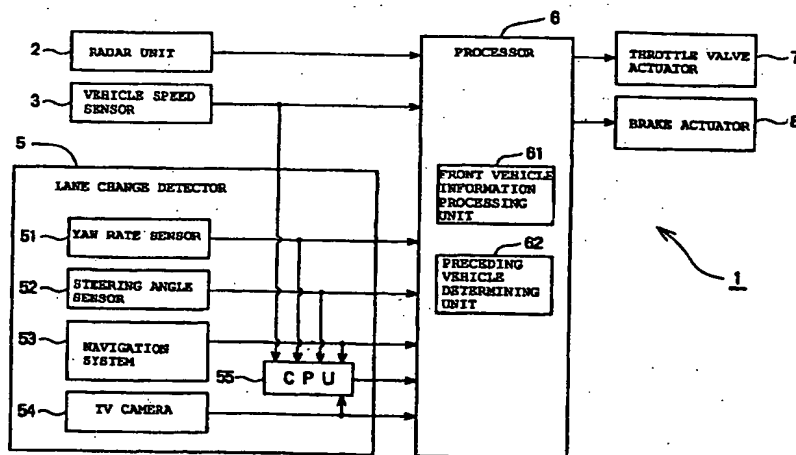 2
RADAR UNIT
3
VEHICLE SPEED
SENSOR
5
LANE CHANGE DETECTOR
51
YAW RATE SENSOR
52
STEERING ANGLE
SENSOR
53
NAVIGATION
SYSTEM
54
TV CAMERA
55
CPU
6
PROCESSOR
61
FRONT VEHICLE
INFORMATION
PROCESSING
UNIT
62
PRECEDING
VEHICLE
DETERMINING
UNIT
THROTTLE VALVE
ACTUATOR
7
BRAKE ACTUATOR
8
1